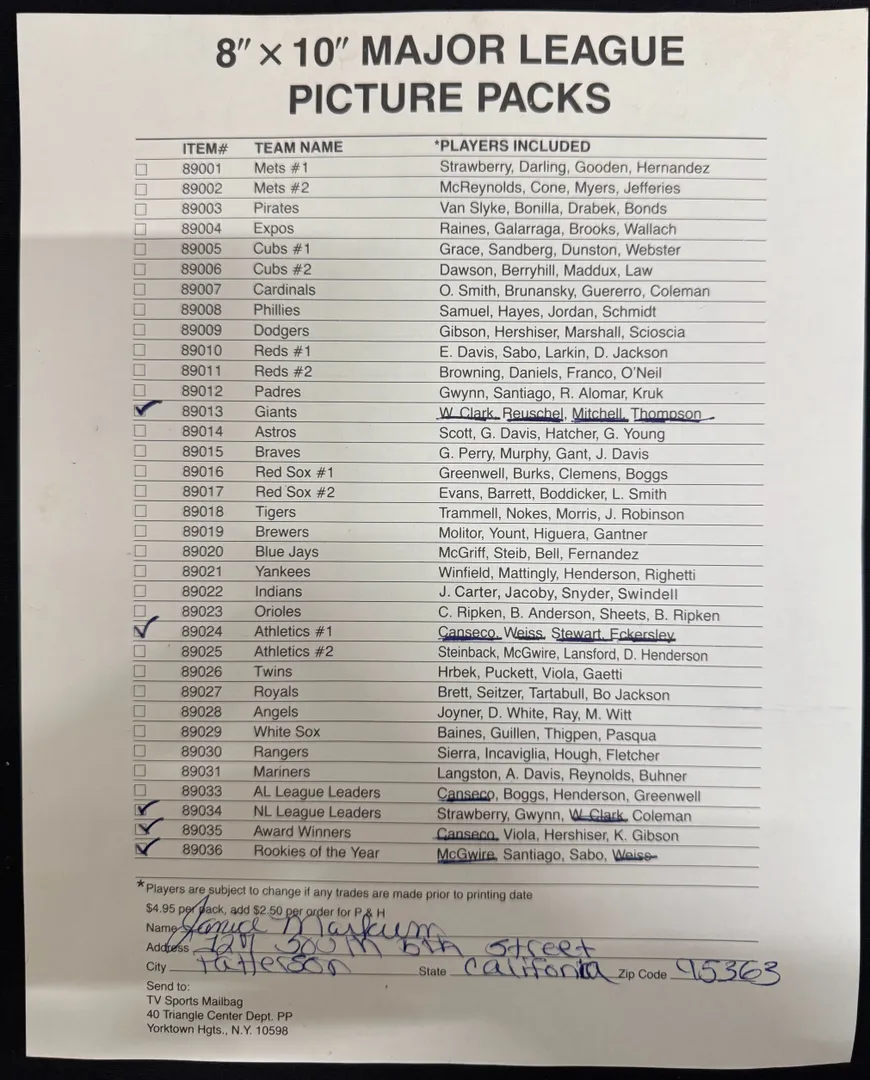 8" × 10" MAJOR LEAGUE
PICTURE PACKS
ITEM# TEAM NAME *PLAYERS INCLUDED
89001 Mets #1 Strawberry, Darling, Gooden, Hernandez
89002 Mets #2 McReynolds, Cone, Myers, Jefferies
89003 Pirates Van Slyke, Bonilla, Drabek, Bonds
89004 Expos Raines, Galarraga, Brooks, Wallach
89005 Cubs #1 Grace, Sandberg, Dunston, Webster
89006 Cubs #2 Dawson, Berryhill, Maddux, Law
89007 Cardinals O. Smith, Brunansky, Guererro, Coleman
89008 Phillies Samuel, Hayes, Jordan, Schmidt
89009 Dodgers Gibson, Hershiser, Marshall, Scioscia
89010 Reds #1 E. Davis, Sabo, Larkin, D. Jackson
89011 Reds #2 Browning, Daniels, Franco, O'Neil
89012 Padres Gwynn, Santiago, R. Alomar, Kruk
89013 Giants W. Clark, Reuschel, Mitchell, Thompson
89014 Astros Scott, G. Davis, Hatcher, G. Young
89015 Braves G. Perry, Murphy, Gant, J. Davis
89016 Red Sox #1 Greenwell, Burks, Clemens, Boggs
89017 Red Sox #2 Evans, Barrett, Boddicker, L. Smith
89018 Tigers Trammell, Nokes, Morris, J. Robinson
89019 Brewers Molitor, Yount, Higuera, Gantner
89020 Blue Jays McGriff, Steib, Bell, Fernandez
89021 Yankees Winfield, Mattingly, Henderson, Righetti
89022 Indians J. Carter, Jacoby, Snyder, Swindell
89023 Orioles C. Ripken, B. Anderson, Sheets, B. Ripken
89024 Athletics #1 Canseco, Weiss, Stewart, Eckersley
89025 Athletics #2 Steinback, McGwire, Lansford, D. Henderson
89026 Twins Hrbek, Puckett, Viola, Gaetti
89027 Royals Brett, Seitzer, Tartabull, Bo Jackson
89028 Angels Joyner, D. White, Ray, M. Witt
89029 White Sox Baines, Guillen, Thigpen, Pasqua
89030 Rangers Sierra, Incaviglia, Hough, Fletcher
89031 Mariners Langston, A. Davis, Reynolds, Buhner
89033 AL League Leaders Canseco, Boggs, Henderson, Greenwell
89034 NL League Leaders Strawberry, Gwynn, W. Clark, Coleman
89035 Award Winners Canseco, Viola, Hershiser, K. Gibson
89036 Rookies of the Year McGwire, Santiago, Sabo, Weiss
*Players are subject to change if any trades are made prior to printing date
$4.95 per pack, add $2.50 per order for P & H
Name Janice Markum
Address 127 South 5th Street
City Patterson State California Zip Code 95363
Send to:
TV Sports Mailbag
40 Triangle Center Dept. PP
Yorktown Hgts., N.Y. 10598